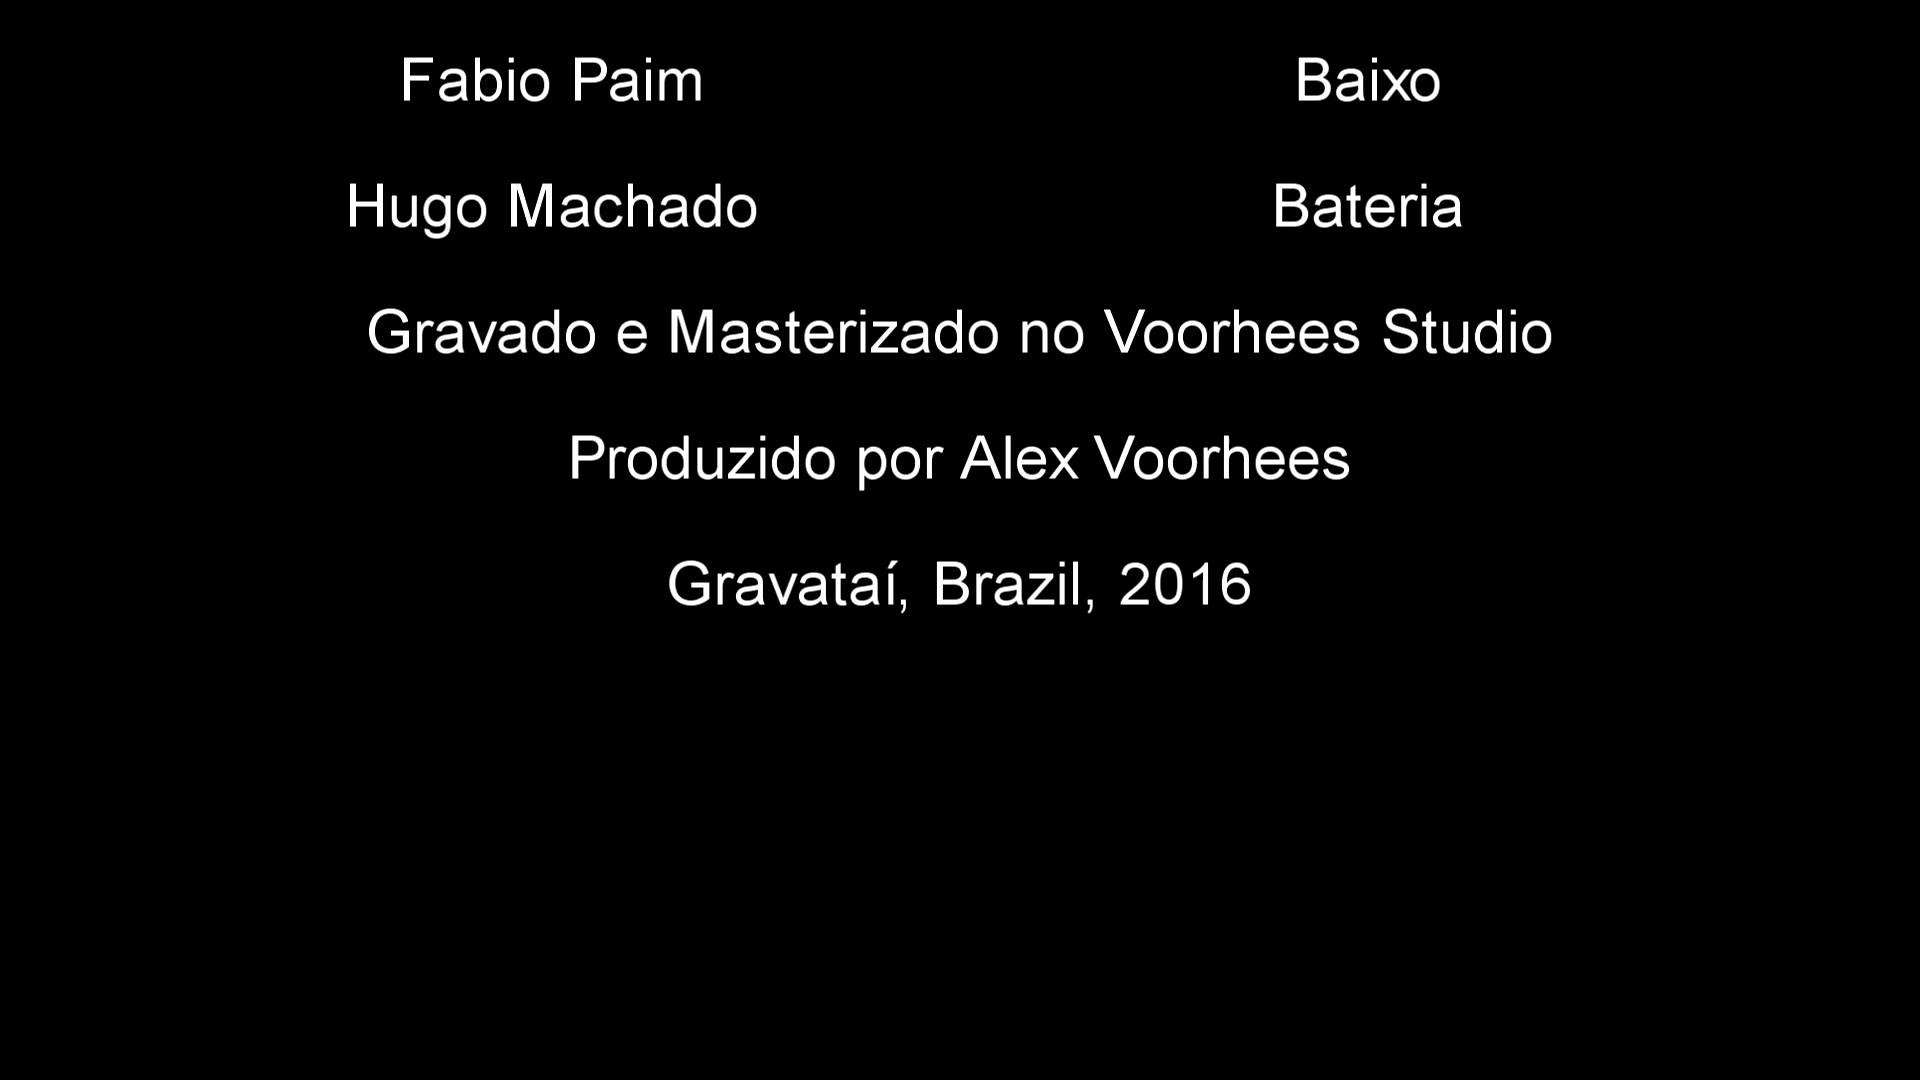 Fabio Paim Baixo
Hugo Machado Bateria
Gravado e Masterizado no Voorhees Studio
Produzido por Alex Voorhees
Gravataí, Brazil, 2016